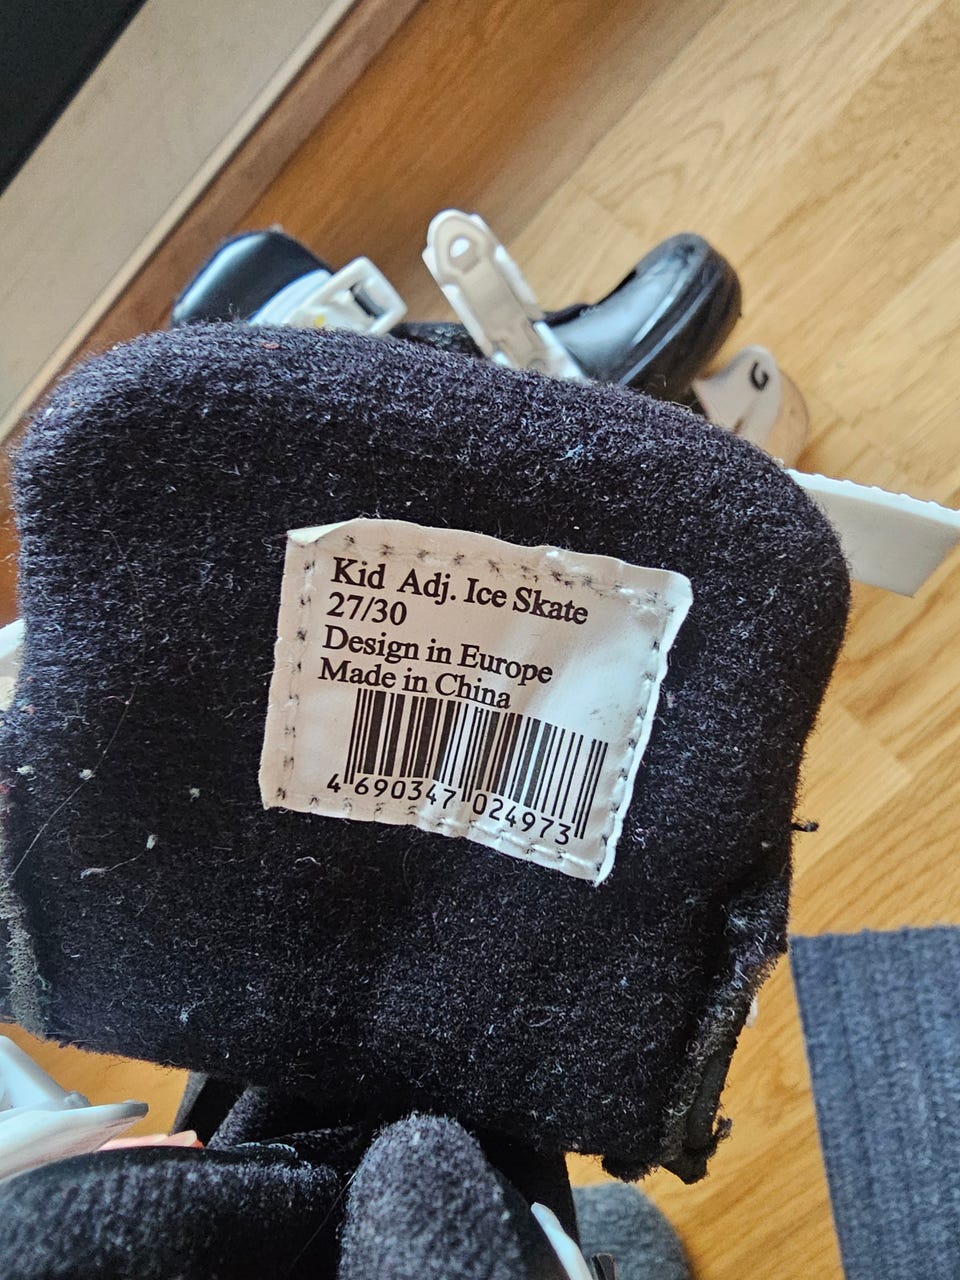 Kid Adj. Ice Skate
27/30
Design in Europe
Made in China
4 690347 024973